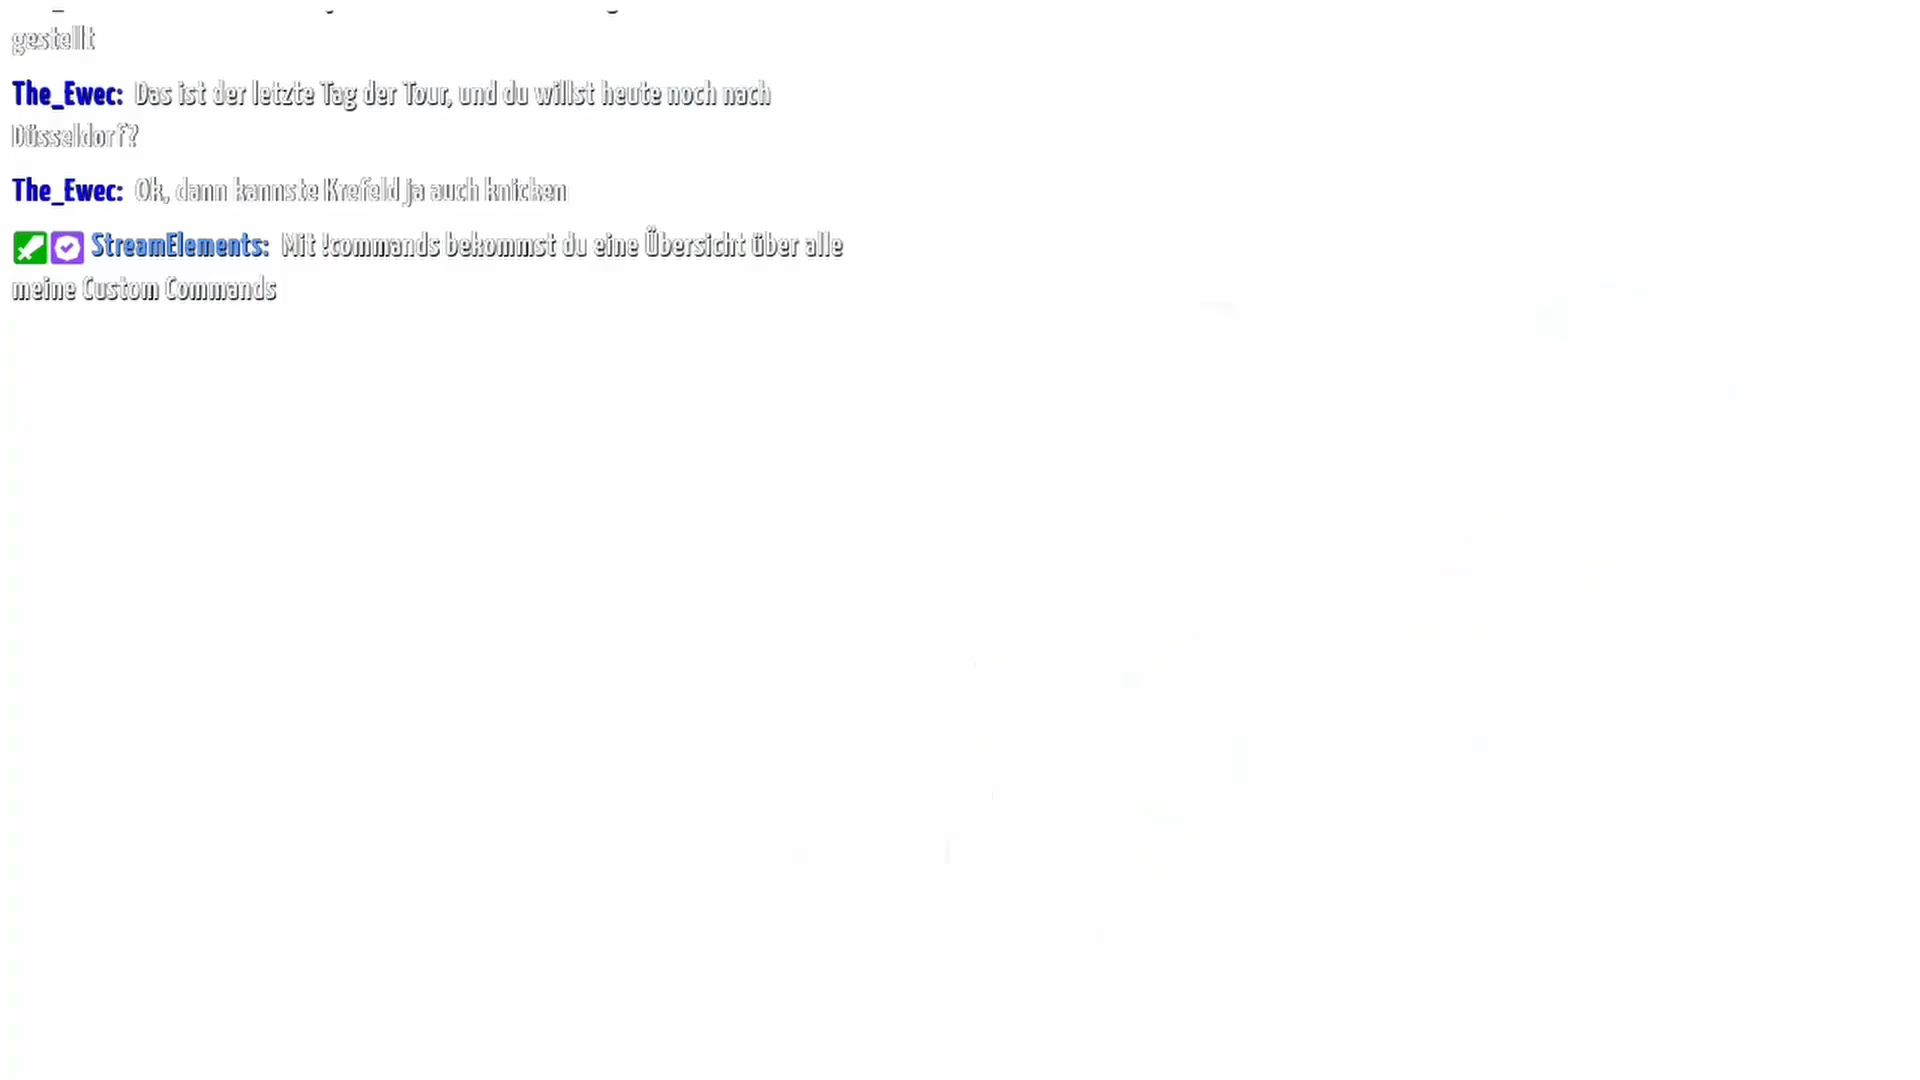 gestellt
The_Ewec: Das ist der letzte Tag der Tour, und du willst heute noch nach
Düsseldorf?
The_Ewec: Ok, dann kannste Krefeld ja auch knicken
StreamElements: Mit !commands bekommst du eine Übersicht über alle
meine Custom Commands